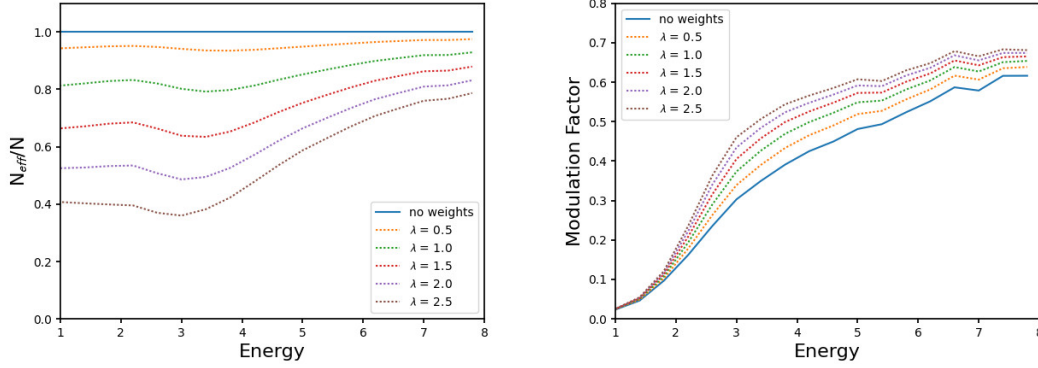 1.0
0.8
0.6
0.4
0.2
0.0
N_eff/N
1 2 3 4 5 6 7 8
Energy
no weights
λ = 0.5
λ = 1.0
λ = 1.5
λ = 2.0
λ = 2.5
0.8
0.7
0.6
0.5
0.4
0.3
0.2
0.1
0.0
Modulation Factor
1 2 3 4 5 6 7 8
Energy
no weights
λ = 0.5
λ = 1.0
λ = 1.5
λ = 2.0
λ = 2.5